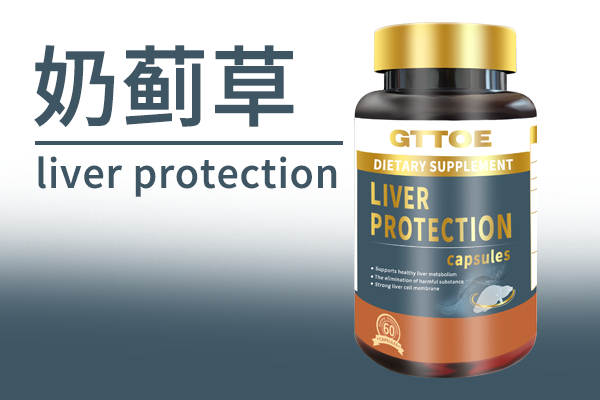 奶蓟草
liver protection
GTTOE
DIETARY SUPPLEMENT
LIVER
PROTECTION
capsules
• Supports healthy liver metabolism
• The elimination of harmful substance
• Strong liver cell membrane
60
CAPSULES